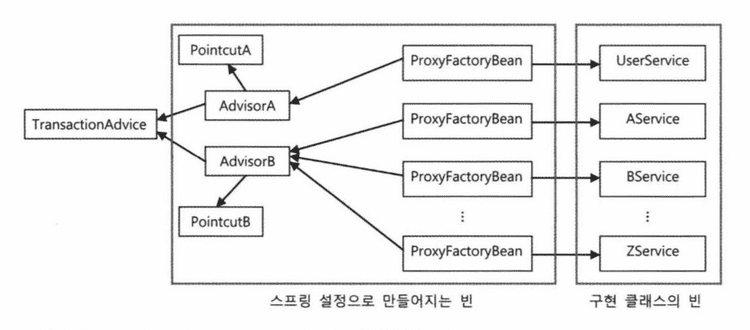 PointcutA
ProxyFactoryBean
UserService
AdvisorA
TransactionAdvice
ProxyFactoryBean
AService
AdvisorB
ProxyFactoryBean
BService
PointcutB
ProxyFactoryBean
ZService
스프링 설정으로 만들어지는 빈
구현 클래스의 빈